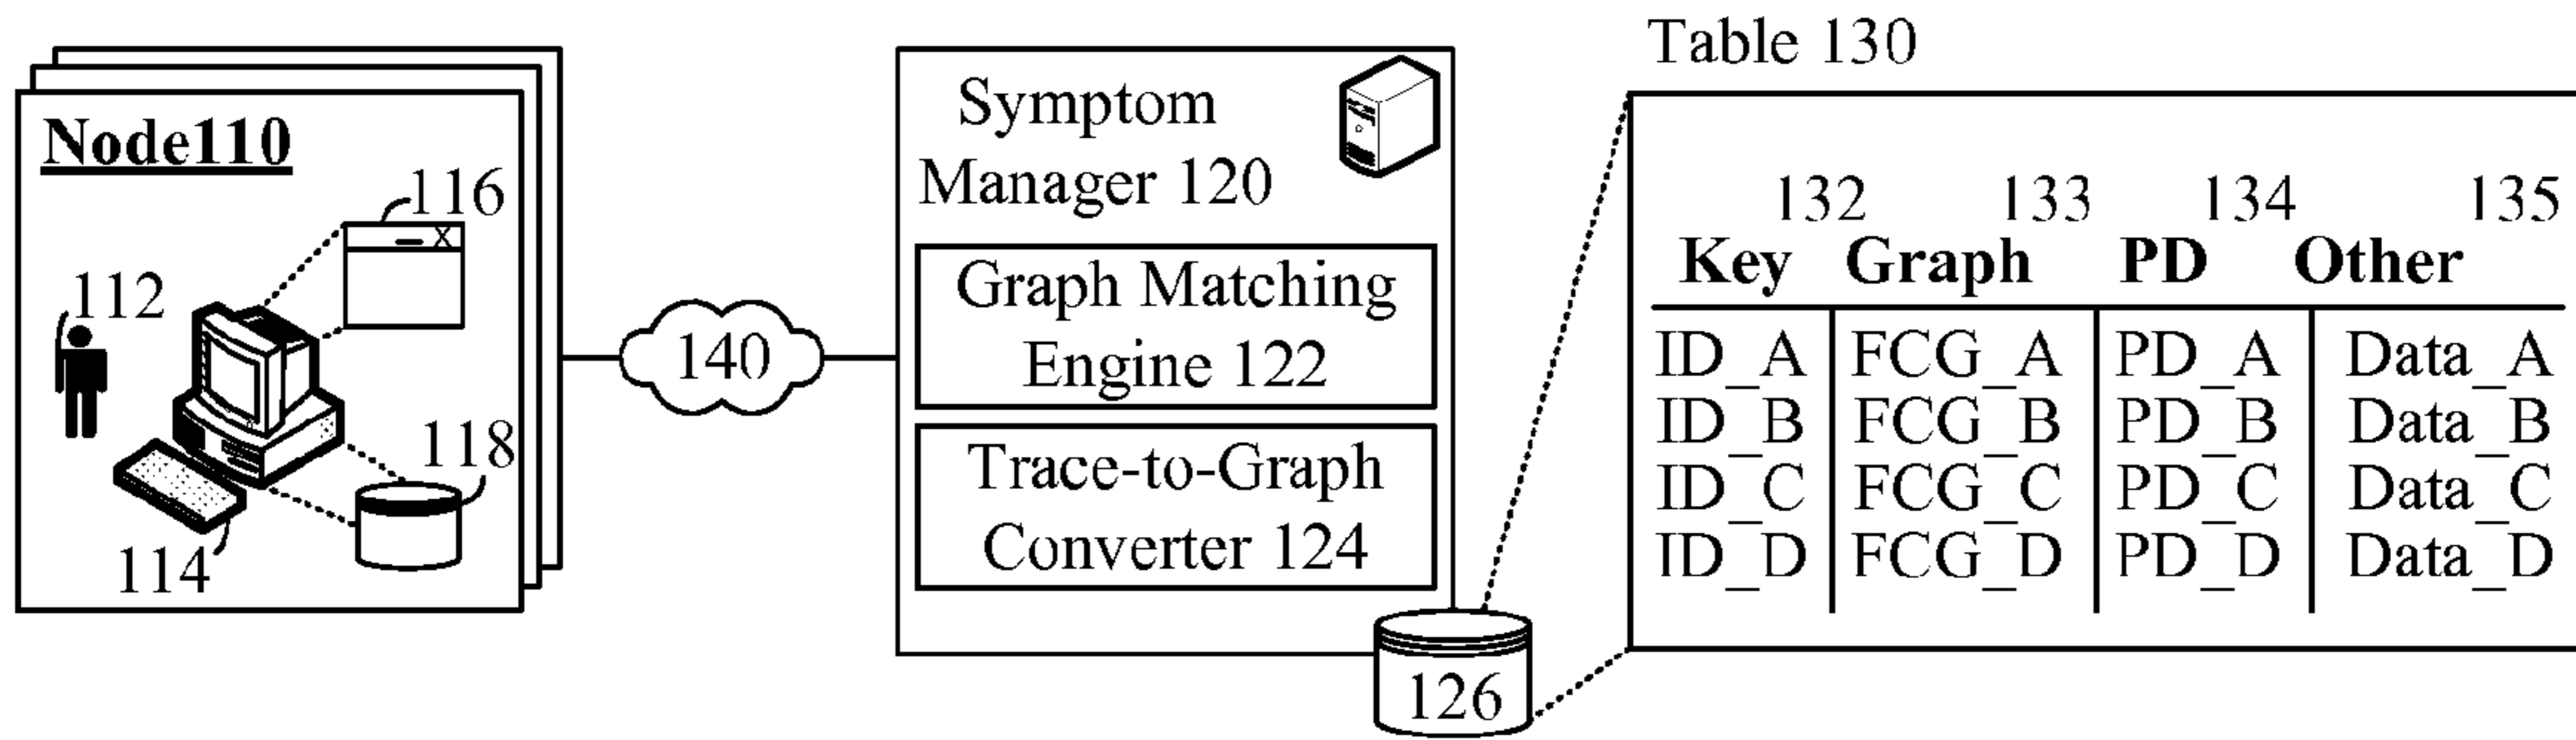 Node110
116
112
118
114
140
Symptom
Manager 120
Graph Matching
Engine 122
Trace-to-Graph
Converter 124
126
Table 130
132 133 134 135
Key Graph PD Other
ID_A FCG_A PD_A Data_A
ID_B FCG_B PD_B Data_B
ID_C FCG_C PD_C Data_C
ID_D FCG_D PD_D Data_D